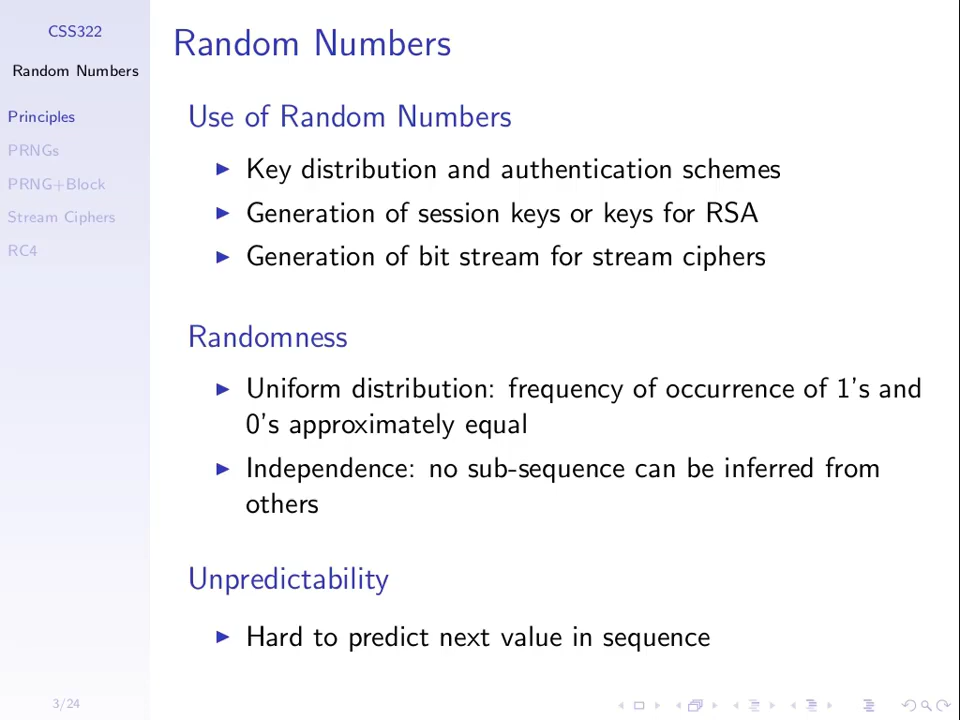 CSS322
Random Numbers
Principles
PRNGs
PRNG+Block
Stream Ciphers
RC4
3/24
Random Numbers
Use of Random Numbers
Key distribution and authentication schemes
Generation of session keys or keys for RSA
Generation of bit stream for stream ciphers
Randomness
Uniform distribution: frequency of occurrence of 1's and
0's approximately equal
Independence: no sub-sequence can be inferred from
others
Unpredictability
Hard to predict next value in sequence